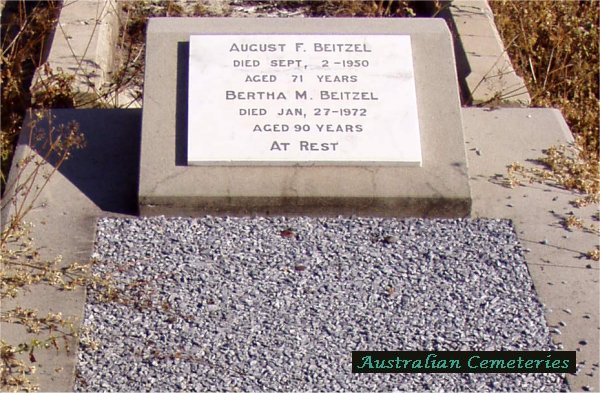 August F. Beitzel
died Sept, 2-1950
aged 71 years
Bertha M. Beitzel
died Jan, 27-1972
aged 90 years
At Rest
Australian Cemeteries